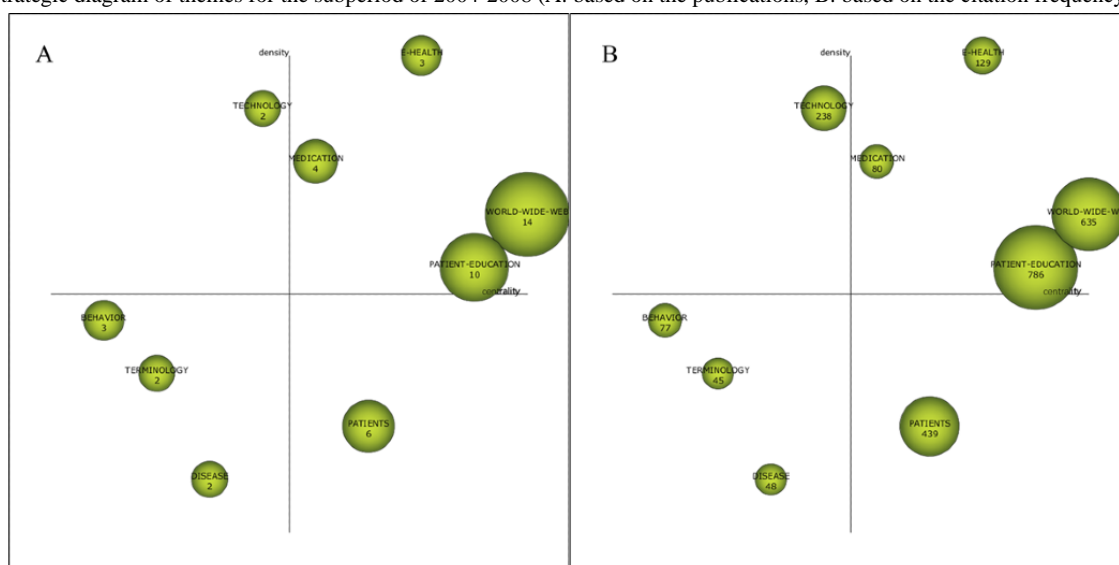 strategic diagram of themes for the subperiod of 2004-2008 (A: based on the publications, B: based on the citation frequency
A
density
E-HEALTH
3
TECHNOLOGY
2
MEDICATION
4
WORLD-WIDE-WEB
14
PATIENT-EDUCATION
10
centrality
BEHAVIOR
3
TERMINOLOGY
2
PATIENTS
6
DISEASE
2
B
density
E-HEALTH
129
TECHNOLOGY
238
MEDICATION
80
WORLD-WIDE-W
635
PATIENT-EDUCATION
786
centrality
BEHAVIOR
77
TERMINOLOGY
45
PATIENTS
439
DISEASE
48